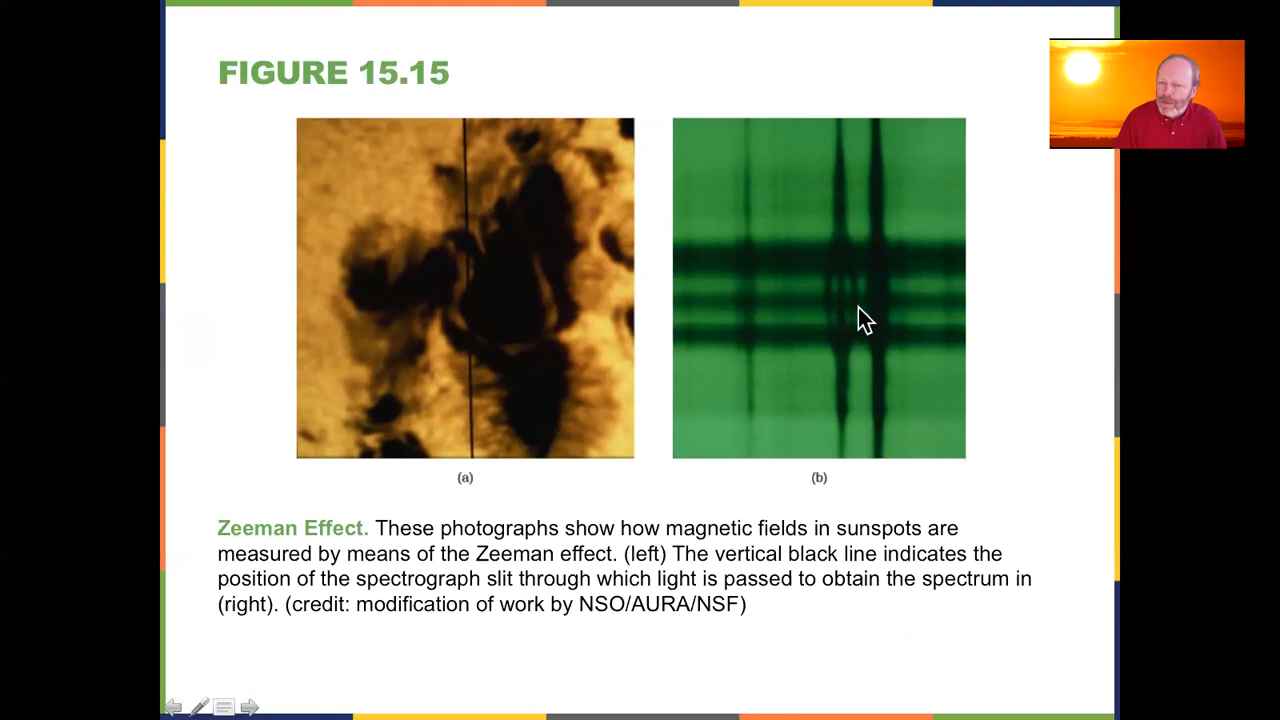 FIGURE 15.15
(a)
(b)
Zeeman Effect. These photographs show how magnetic fields in sunspots are
measured by means of the Zeeman effect. (left) The vertical black line indicates the
position of the spectrograph slit through which light is passed to obtain the spectrum in
(right). (credit: modification of work by NSO/AURA/NSF)